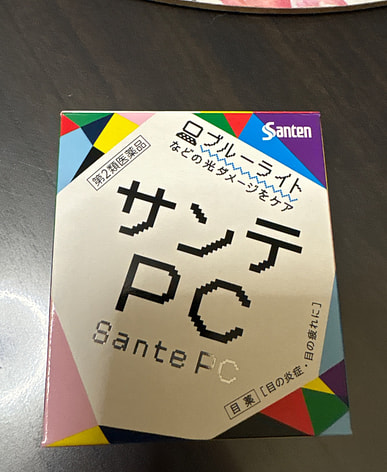 Santen
第2類医薬品
ブルーライト
などの光ダメージをケア
サンテ
PC
Sante PC
目薬 [目の炎症・目の疲れに]